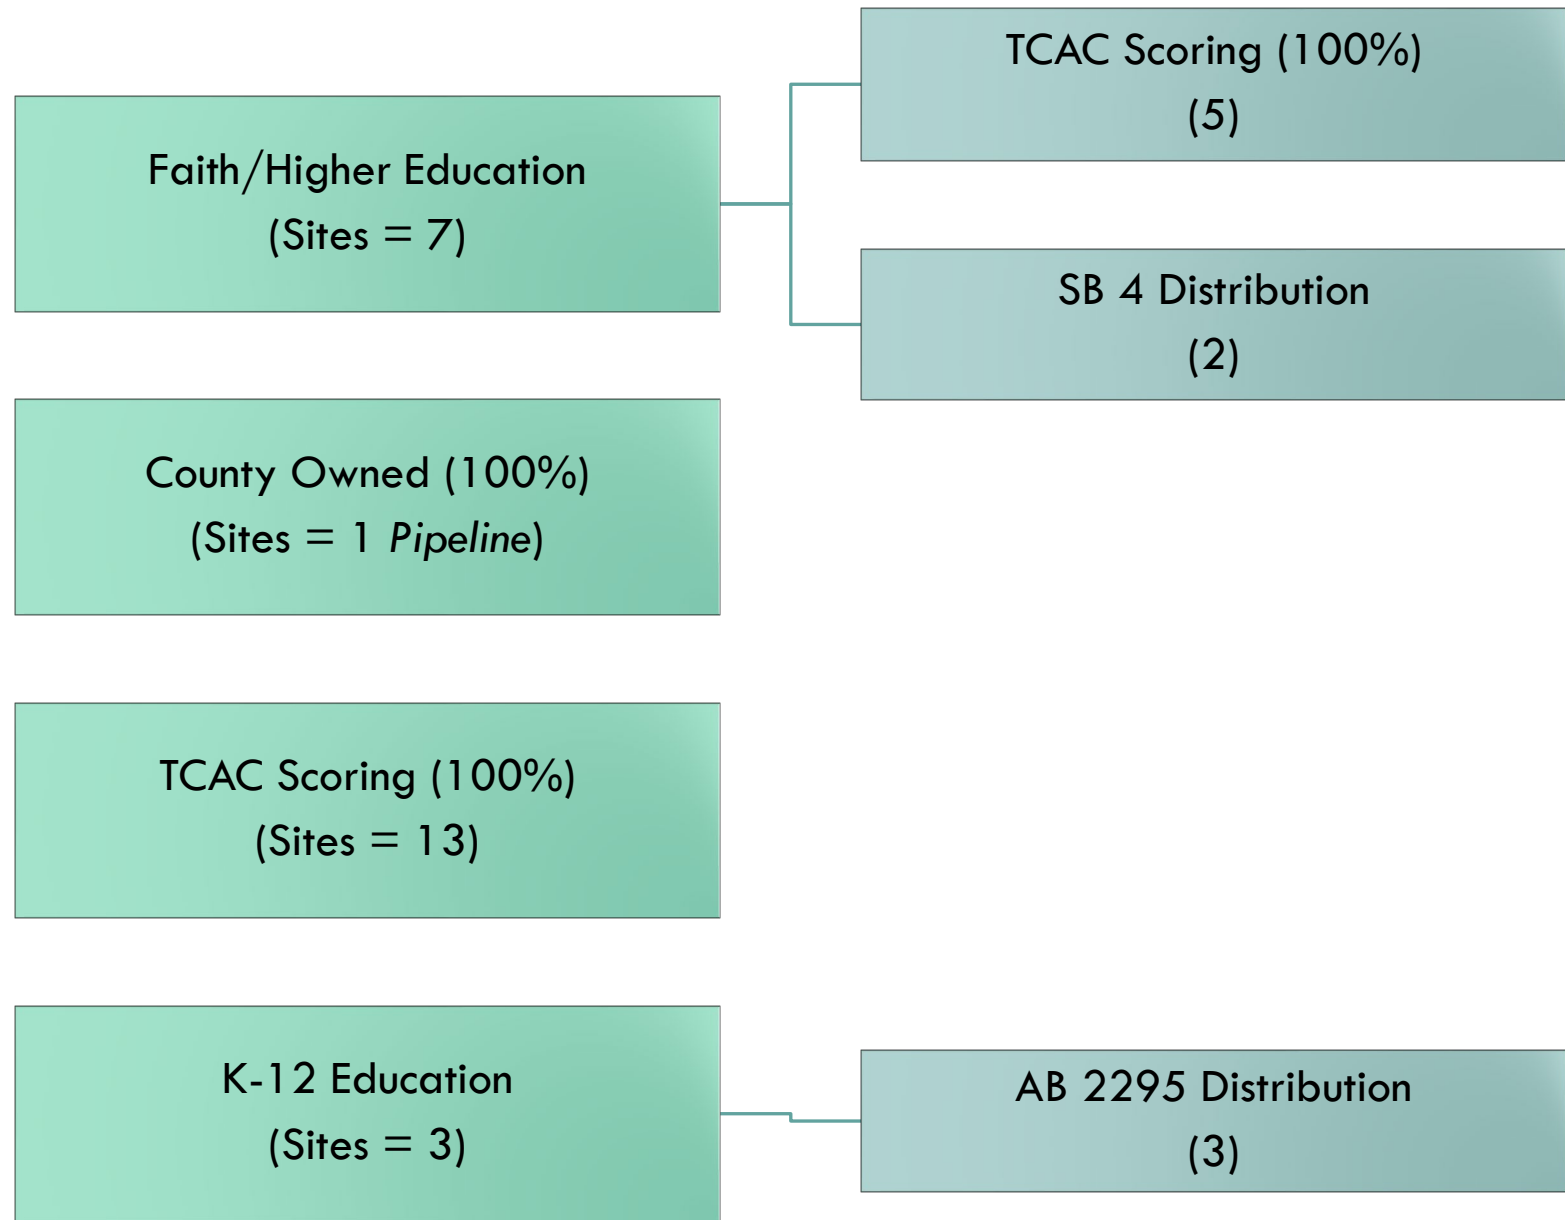 Faith/Higher Education
(Sites = 7)
TCAC Scoring (100%)
(5)
SB 4 Distribution
(2)
County Owned (100%)
(Sites = 1 Pipeline)
TCAC Scoring (100%)
(Sites = 13)
K-12 Education
(Sites = 3)
AB 2295 Distribution
(3)